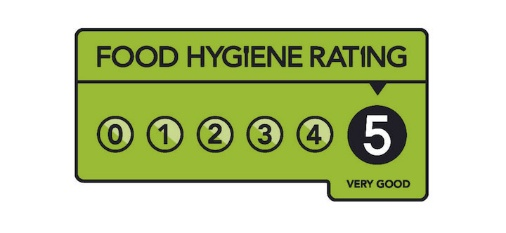 FOOD HYGIENE RATING
0 1 2 3 4 5
VERY GOOD